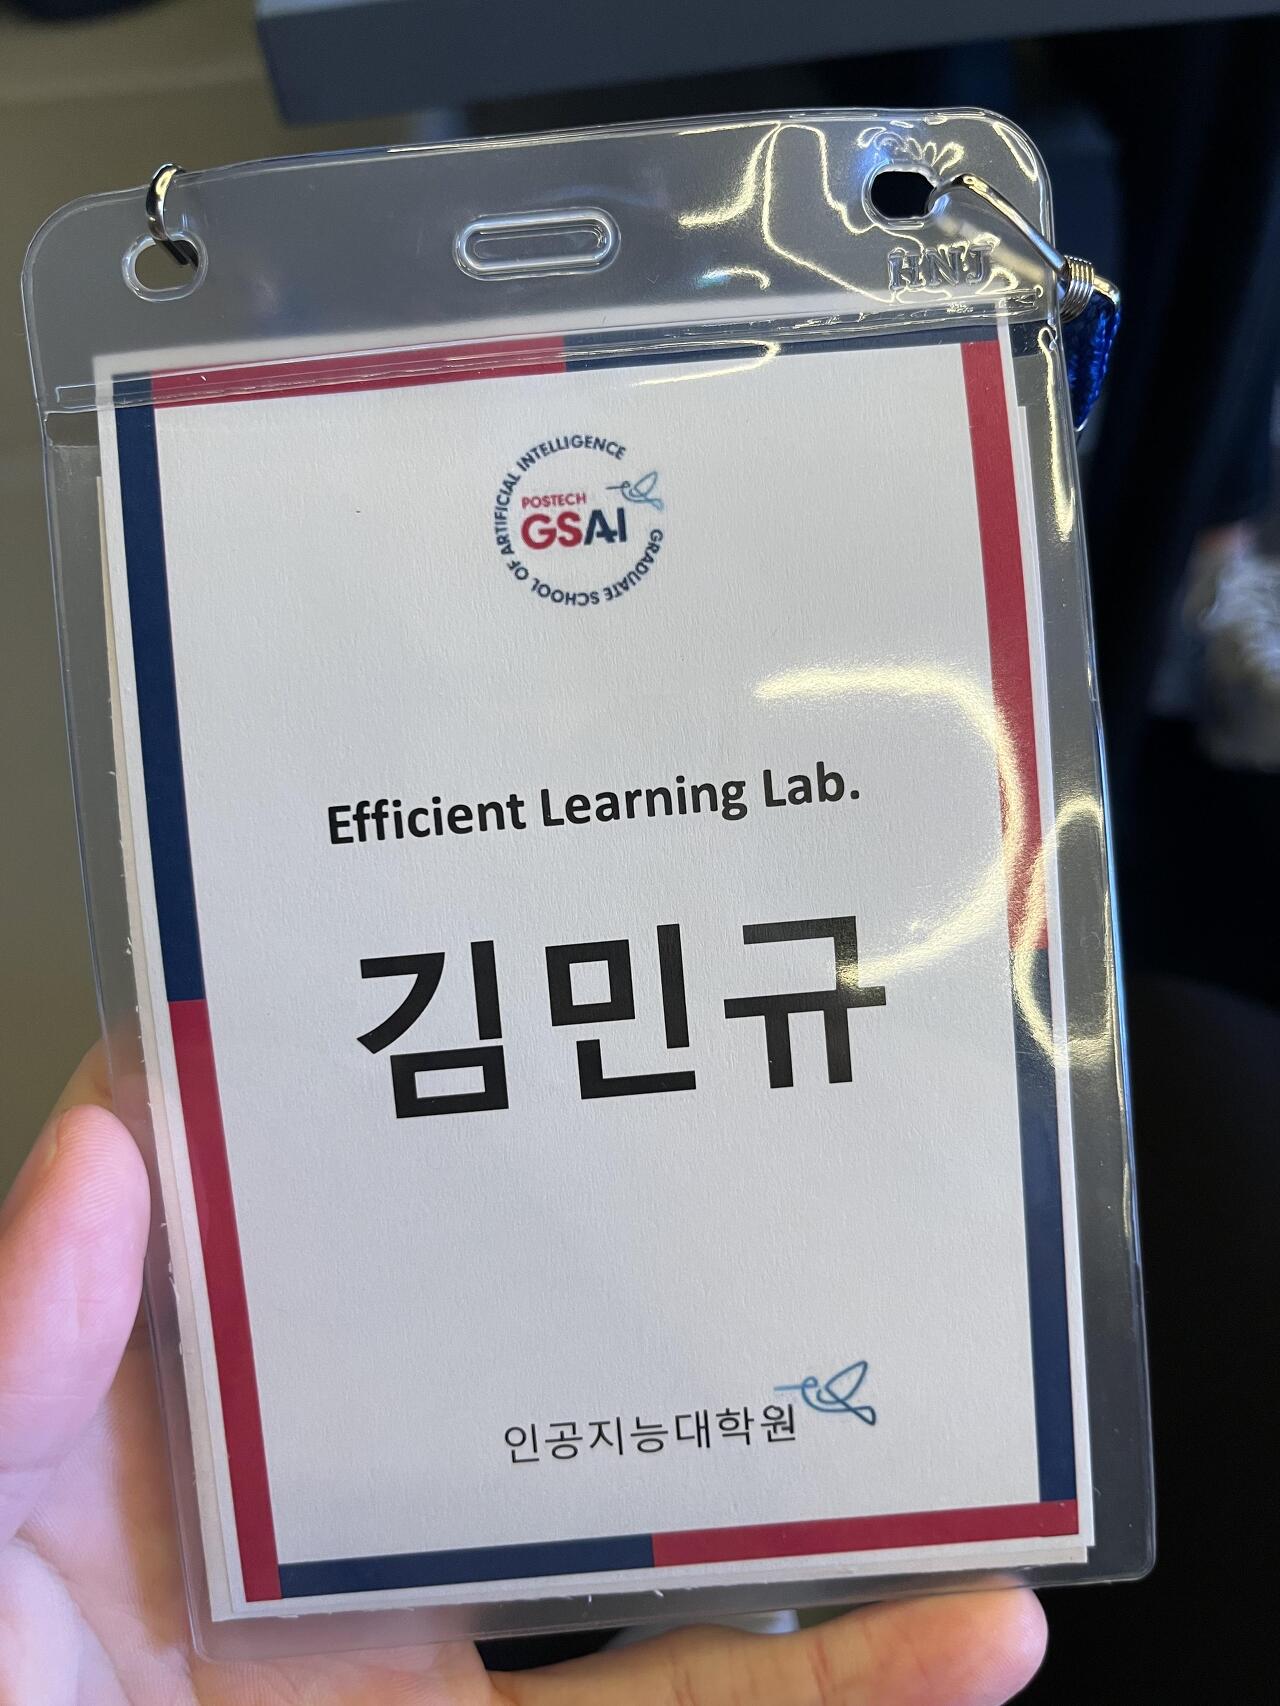 HNJ
GRADUATE SCHOOL OF ARTIFICIAL INTELLIGENCE
POSTECH
GSAI
Efficient Learning Lab.
김민규
인공지능대학원